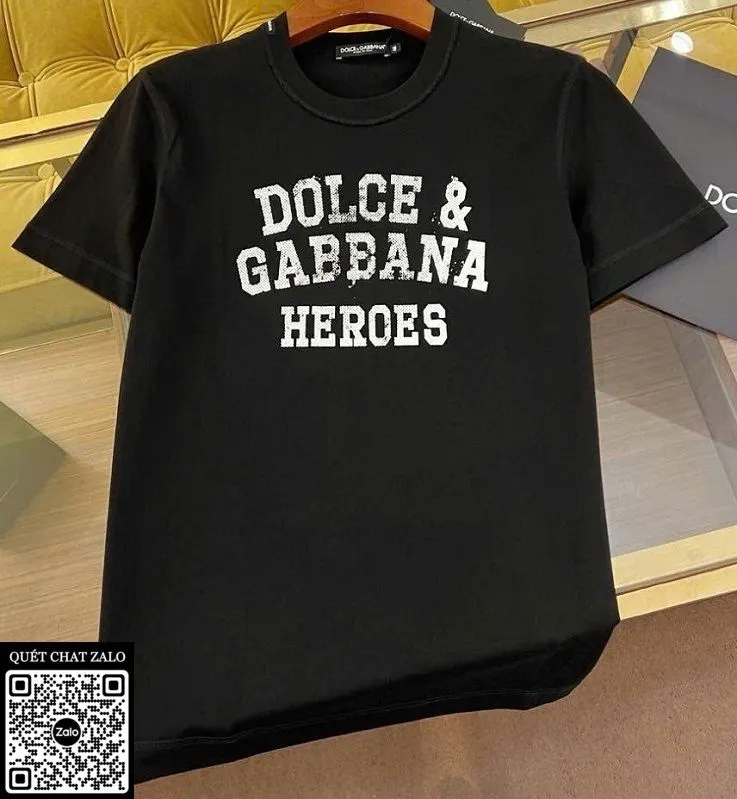 DOLCE & GABBANA
DOLCE & GABBANA
DO
DOLCE &
GABBANA
HEROES
QUÉT CHAT ZALO
Zalo